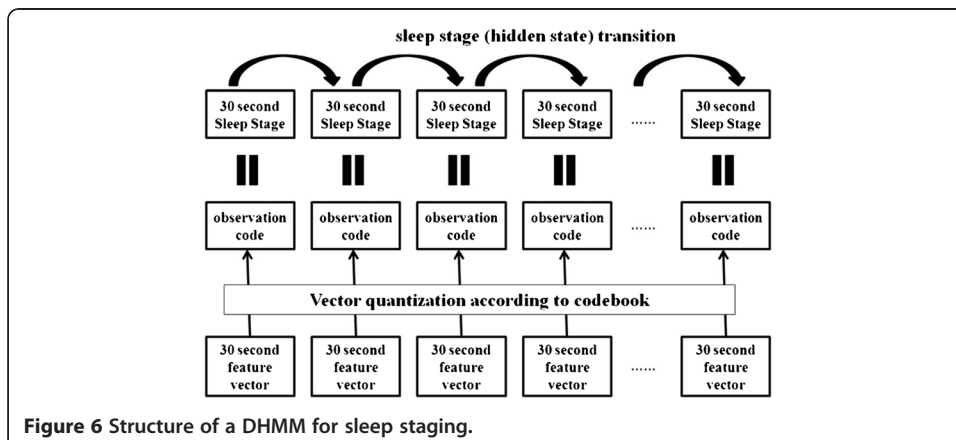 sleep stage (hidden state) transition
30 second 30 second 30 second 30 second 30 second
Sleep Stage Sleep Stage Sleep Stage Sleep Stage ...... Sleep Stage
observation observation observation observation observation
code code code code ...... code
Vector quantization according to codebook
30 second 30 second 30 second 30 second 30 second
feature feature feature feature ...... feature
vector vector vector vector vector
Figure 6 Structure of a DHMM for sleep staging.